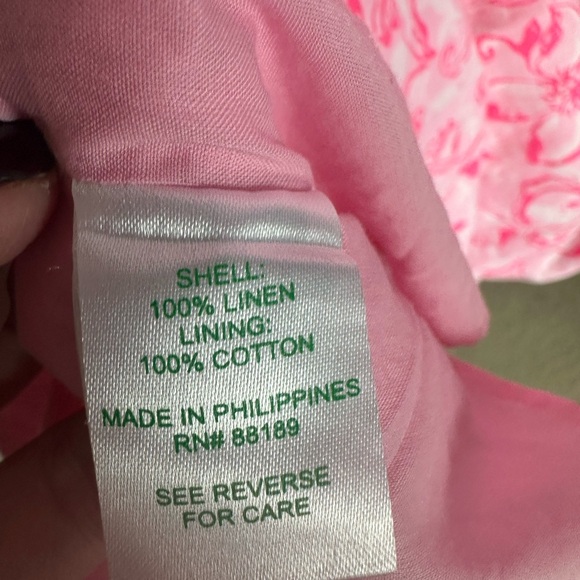 SHELL:
100% LINEN
LINING:
100% COTTON
MADE IN PHILIPPINES
RN# 88189
SEE REVERSE
FOR CARE